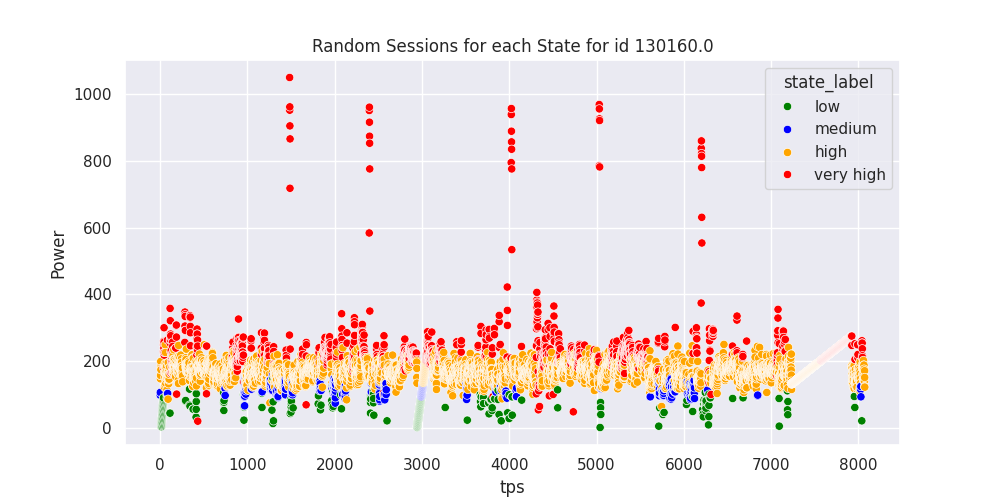 Random Sessions for each State for id 130160.0
1000
800
600
400
200
0
Power
0 1000 2000 3000 4000 5000 6000 7000 8000
tps
state_label
low
medium
high
very high